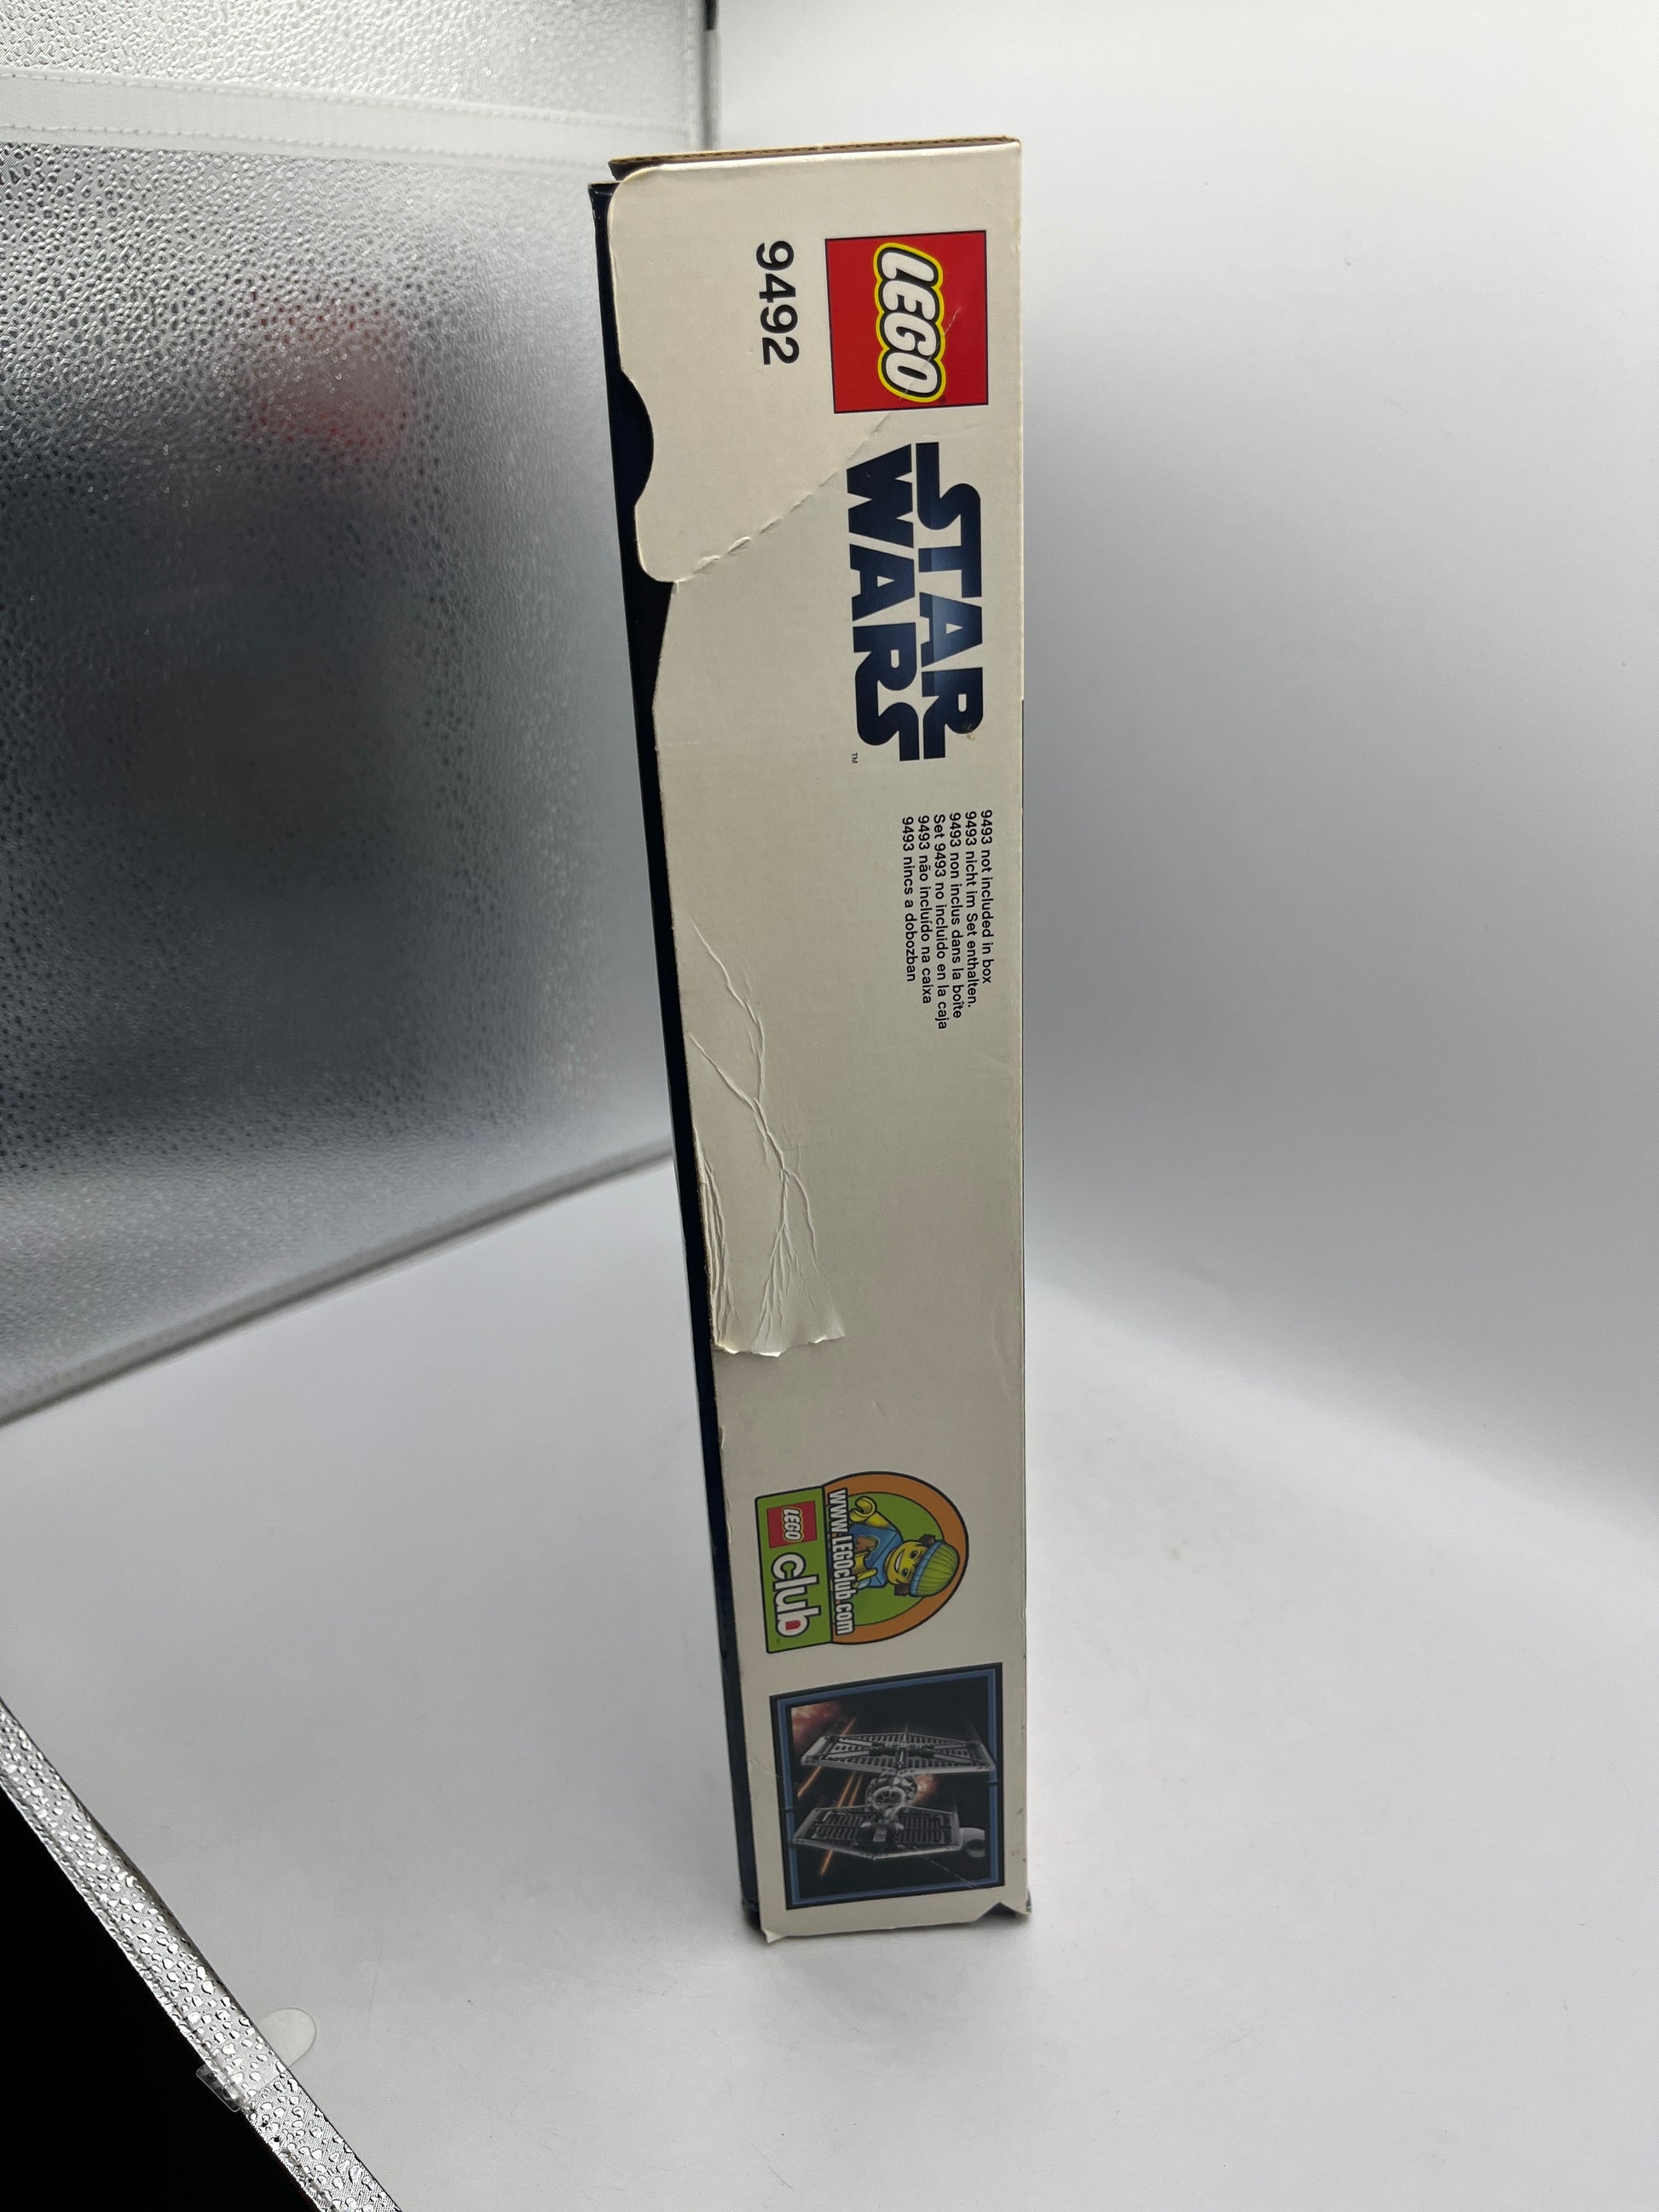 LEGO
9492
STAR
WARS
™
9493 not included in box
9493 nicht im Set enthalten.
9493 non inclus dans la boîte
Set 9493 no incluido en la caja
9493 não incluído na caixa
9493 nincs a dobozban
www.LEGOclub.com
LEGO club